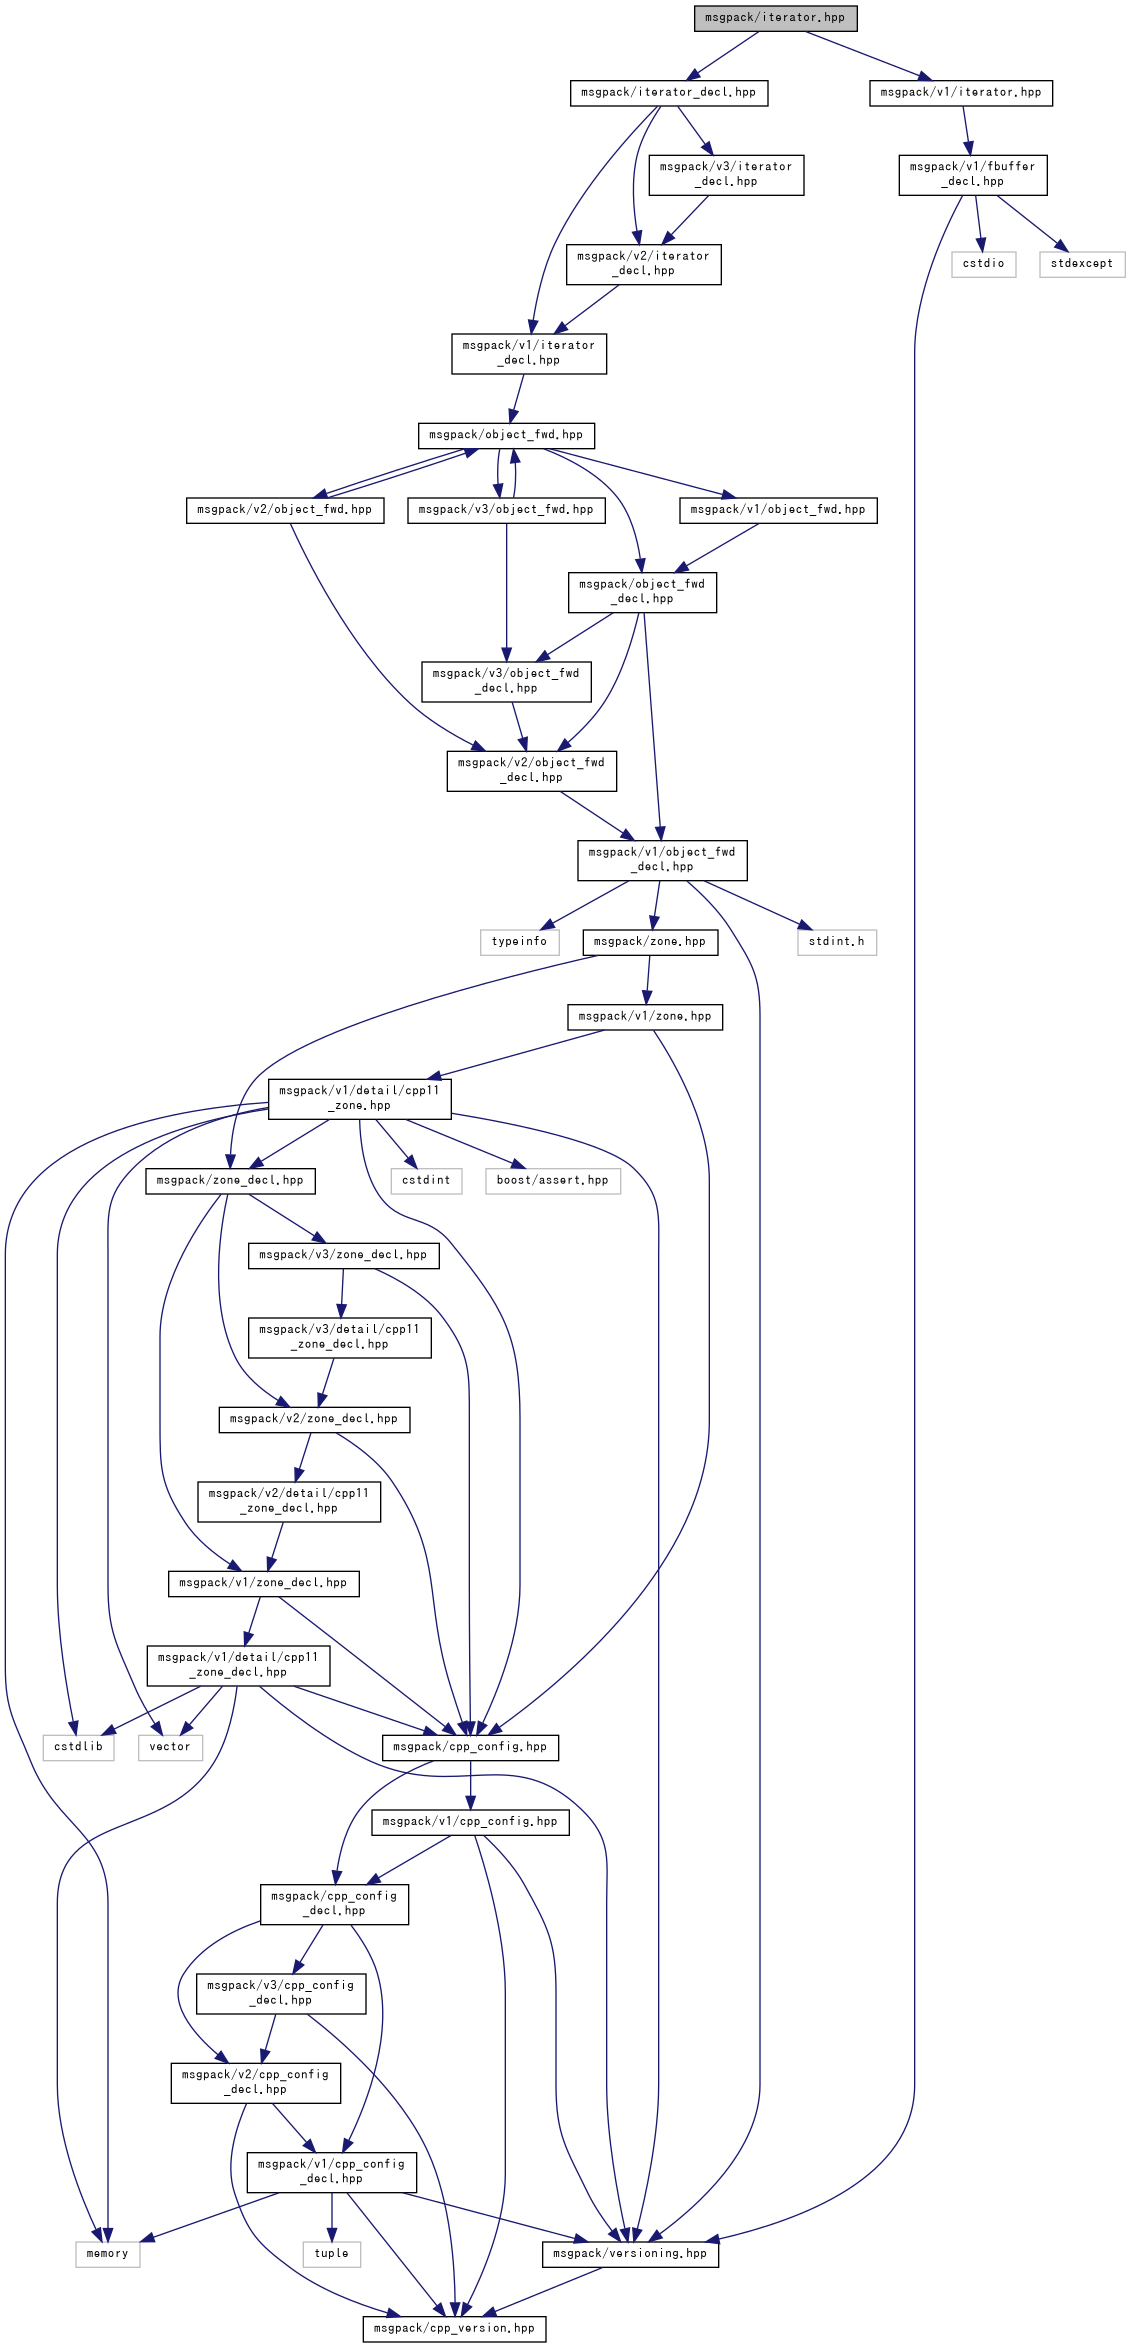 msgpack/iterator.hpp
msgpack/iterator_decl.hpp
msgpack/v1/iterator.hpp
msgpack/v3/iterator
_decl.hpp
msgpack/v1/fbuffer
_decl.hpp
msgpack/v2/iterator
_decl.hpp
cstdio
stdexcept
msgpack/v1/iterator
_decl.hpp
msgpack/object_fwd.hpp
msgpack/v2/object_fwd.hpp
msgpack/v3/object_fwd.hpp
msgpack/v1/object_fwd.hpp
msgpack/object_fwd
_decl.hpp
msgpack/v3/object_fwd
_decl.hpp
msgpack/v2/object_fwd
_decl.hpp
msgpack/v1/object_fwd
_decl.hpp
typeinfo
msgpack/zone.hpp
stdint.h
msgpack/v1/zone.hpp
msgpack/v1/detail/cpp11
_zone.hpp
msgpack/zone_decl.hpp
cstdint
boost/assert.hpp
msgpack/v3/zone_decl.hpp
msgpack/v3/detail/cpp11
_zone_decl.hpp
msgpack/v2/zone_decl.hpp
msgpack/v2/detail/cpp11
_zone_decl.hpp
msgpack/v1/zone_decl.hpp
msgpack/v1/detail/cpp11
_zone_decl.hpp
cstdlib
vector
msgpack/cpp_config.hpp
msgpack/v1/cpp_config.hpp
msgpack/cpp_config
_decl.hpp
msgpack/v3/cpp_config
_decl.hpp
msgpack/v2/cpp_config
_decl.hpp
msgpack/v1/cpp_config
_decl.hpp
memory
tuple
msgpack/versioning.hpp
msgpack/cpp_version.hpp